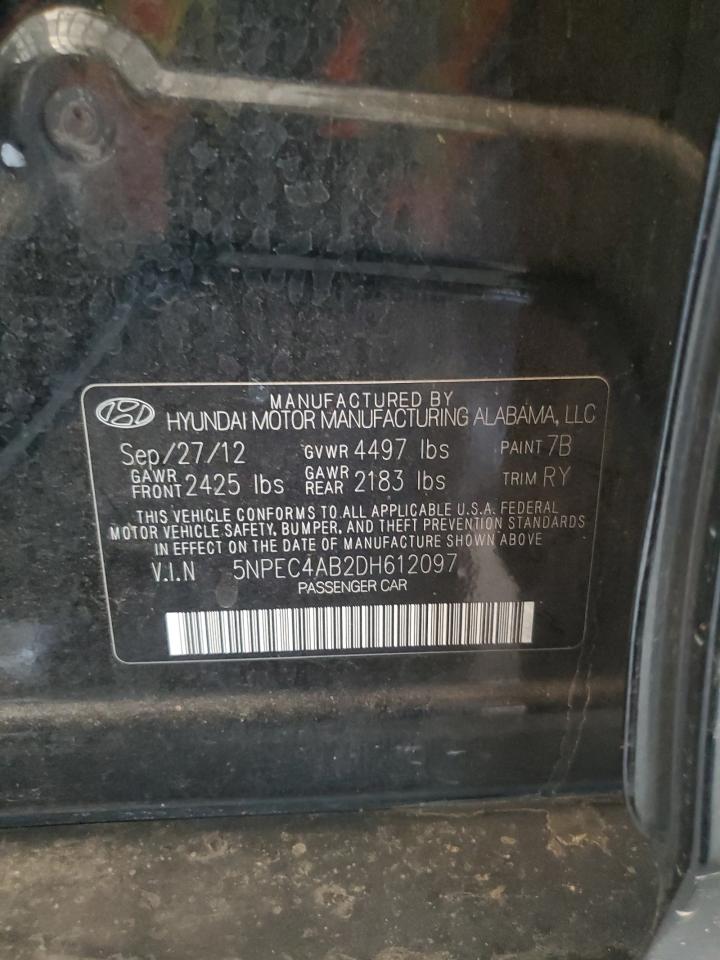 MANUFACTURED BY
HYUNDAI MOTOR MANUFACTURING ALABAMA, LLC
Sep/27/12 GVWR 4497 lbs PAINT 7B
GAWR FRONT 2425 lbs GAWR REAR 2183 lbs TRIM RY
THIS VEHICLE CONFORMS TO ALL APPLICABLE U.S.A. FEDERAL
MOTOR VEHICLE SAFETY, BUMPER, AND THEFT PREVENTION STANDARDS
IN EFFECT ON THE DATE OF MANUFACTURE SHOWN ABOVE
V.I.N 5NPEC4AB2DH612097
PASSENGER CAR